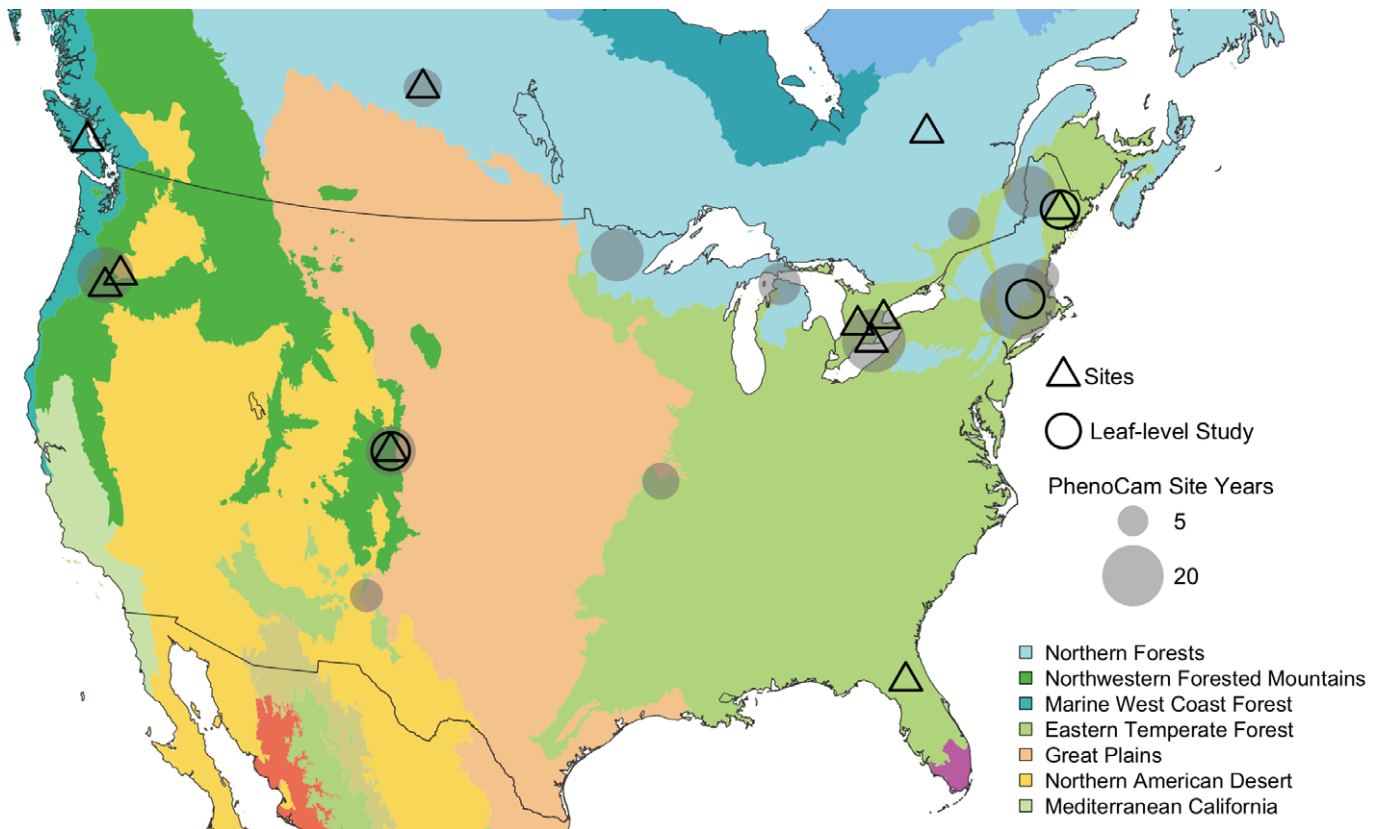 Sites
Leaf-level Study
PhenoCam Site Years
5
20
Northern Forests
Northwestern Forested Mountains
Marine West Coast Forest
Eastern Temperate Forest
Great Plains
Northern American Desert
Mediterranean California